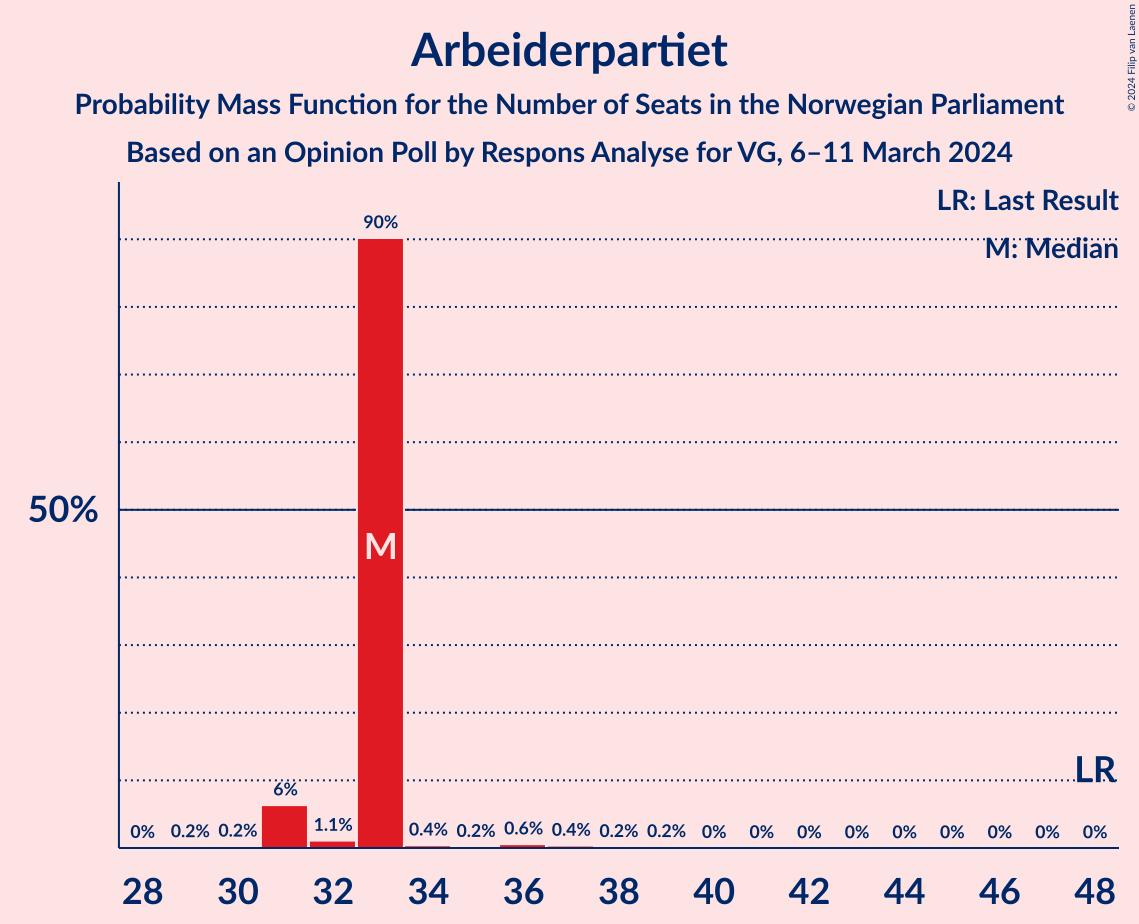 Arbeiderpartiet
Probability Mass Function for the Number of Seats in the Norwegian Parliament
Based on an Opinion Poll by Respons Analyse for VG, 6–11 March 2024
© 2024 Filip van Laenen
LR: Last Result
M: Median
90%
50%
M
LR
6%
0% 0.2% 0.2% 1.1% 0.4% 0.2% 0.6% 0.4% 0.2% 0.2% 0% 0% 0% 0% 0% 0% 0% 0% 0%
28 30 32 34 36 38 40 42 44 46 48